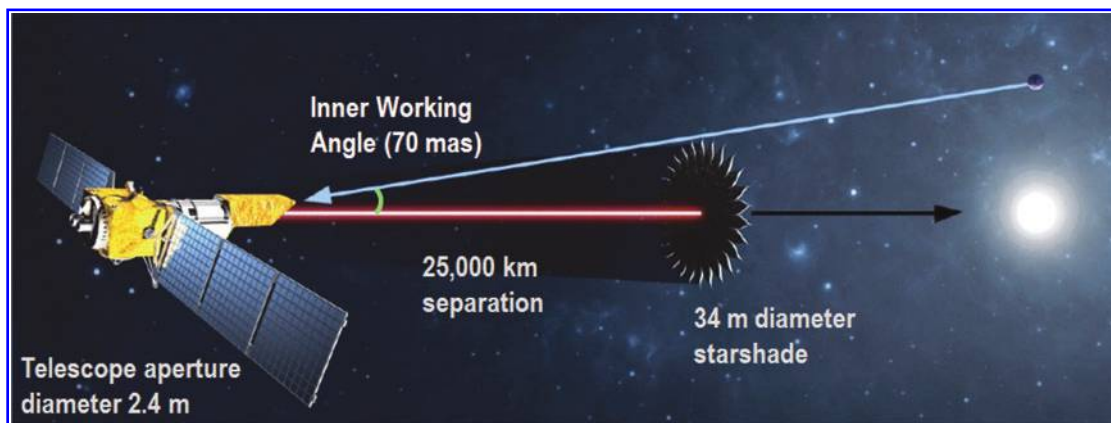 Inner Working
Angle (70 mas)
25,000 km
separation
34 m diameter
starshade
Telescope aperture
diameter 2.4 m